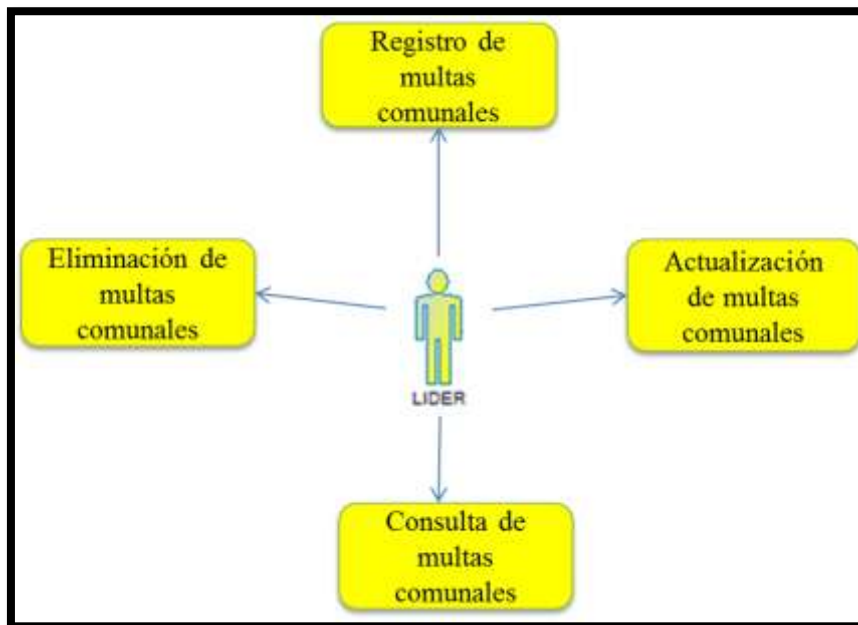 Registro de
multas
comunales
Eliminación de
multas
comunales
Actualización
de multas
comunales
LIDER
Consulta de
multas
comunales